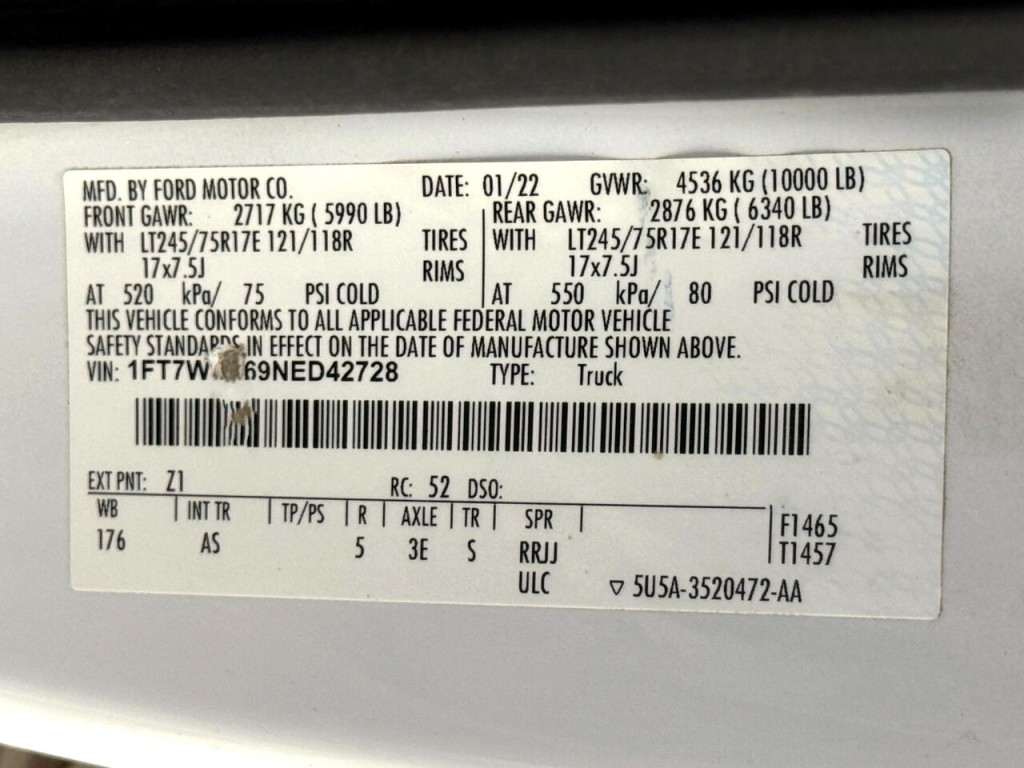 MFD. BY FORD MOTOR CO. DATE: 01/22 GVWR: 4536 KG (10000 LB)
FRONT GAWR: 2717 KG ( 5990 LB) REAR GAWR: 2876 KG ( 6340 LB)
WITH LT245/75R17E 121/118R TIRES WITH LT245/75R17E 121/118R TIRES
17x7.5J RIMS 17x7.5J RIMS
AT 520 kPa/ 75 PSI COLD AT 550 kPa/ 80 PSI COLD
THIS VEHICLE CONFORMS TO ALL APPLICABLE FEDERAL MOTOR VEHICLE
SAFETY STANDARDS IN EFFECT ON THE DATE OF MANUFACTURE SHOWN ABOVE.
VIN: TYPE: Truck
EXT PNT: Z1 RC: 52 DSO:
WB INT TR TP/PS R AXLE TR SPR F1465
176 AS 5 3E S RRJJ T1457
ULC ▽ 5U5A-3520472-AA